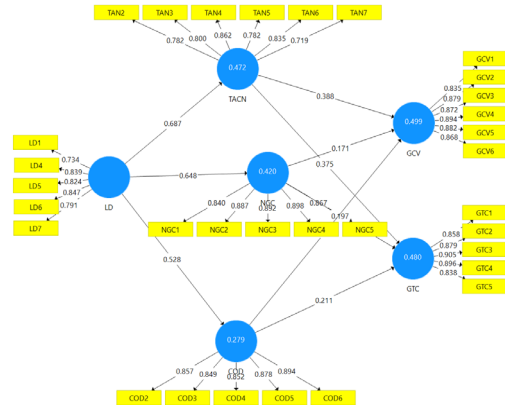 TAN2 TAN3 TAN4 TAN5 TAN6 TAN7
0.782 0.800 0.862 0.782 0.835 0.719
0.472
TACN
GCV1
GCV2
GCV3
GCV4
GCV5
GCV6
0.835
0.879
0.872
0.894
0.882
0.868
0.499
GCV
0.388
0.687
0.171
0.375
LD1
LD4
LD5
LD6
LD7
0.734
0.839
0.824
0.847
0.791
LD
0.648
0.420
NGC
0.840 0.887 0.892 0.898 0.867
0.197
NGC1 NGC2 NGC3 NGC4 NGC5
GTC1
GTC2
GTC3
GTC4
GTC5
0.858
0.879
0.905
0.896
0.838
0.480
GTC
0.528
0.211
0.279
COD
0.857 0.849 0.852 0.878 0.894
COD2 COD3 COD4 COD5 COD6